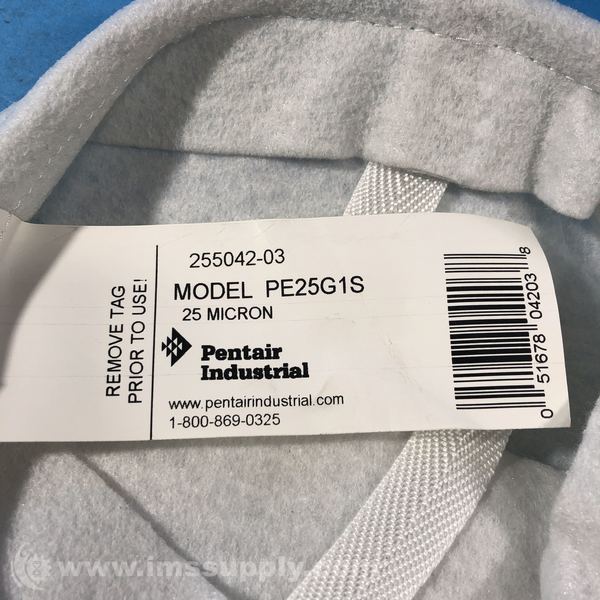 REMOVE TAG
PRIOR TO USE!
255042-03
MODEL PE25G1S
25 MICRON
Pentair
Industrial
www.pentairindustrial.com
1-800-869-0325
0 51678 04203 8
www.imssupply.com